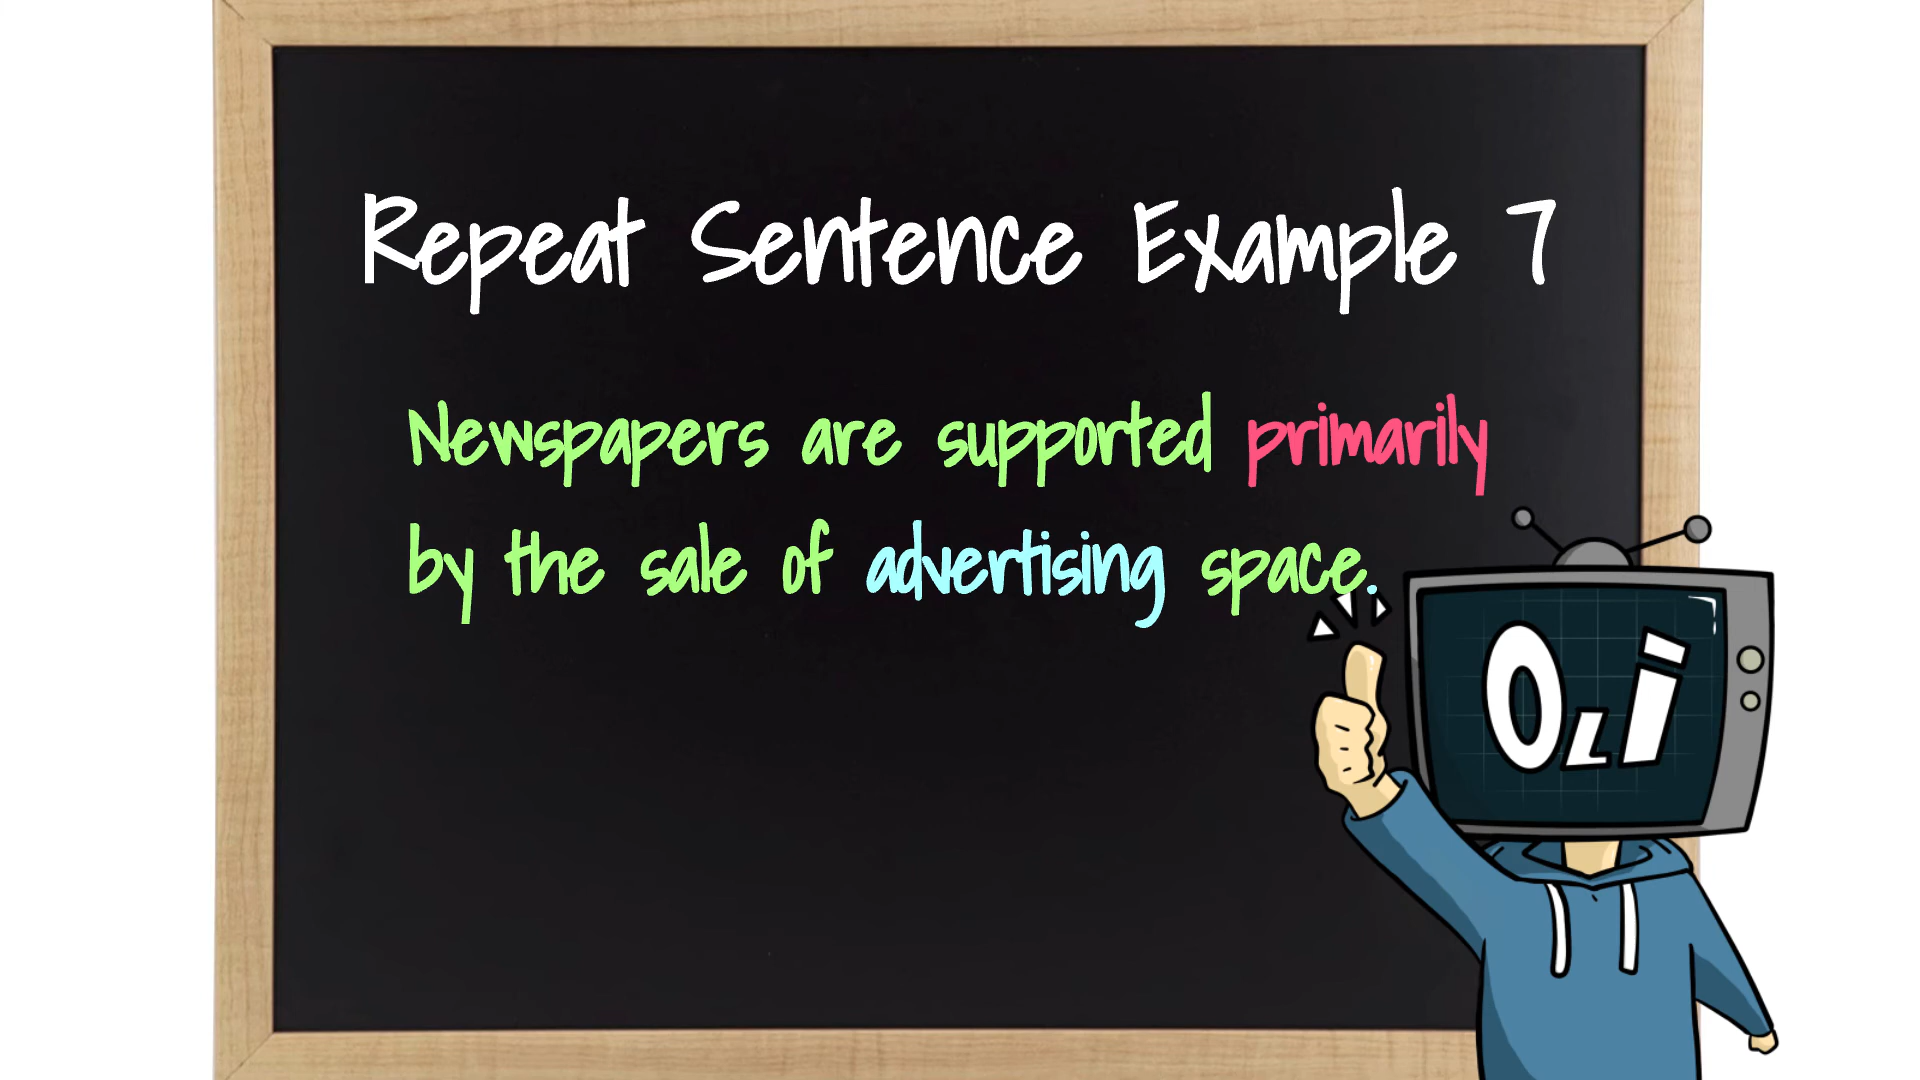 Repeat Sentence Example 7
Newspapers are supported primarily
by the sale of advertising space.
OLi